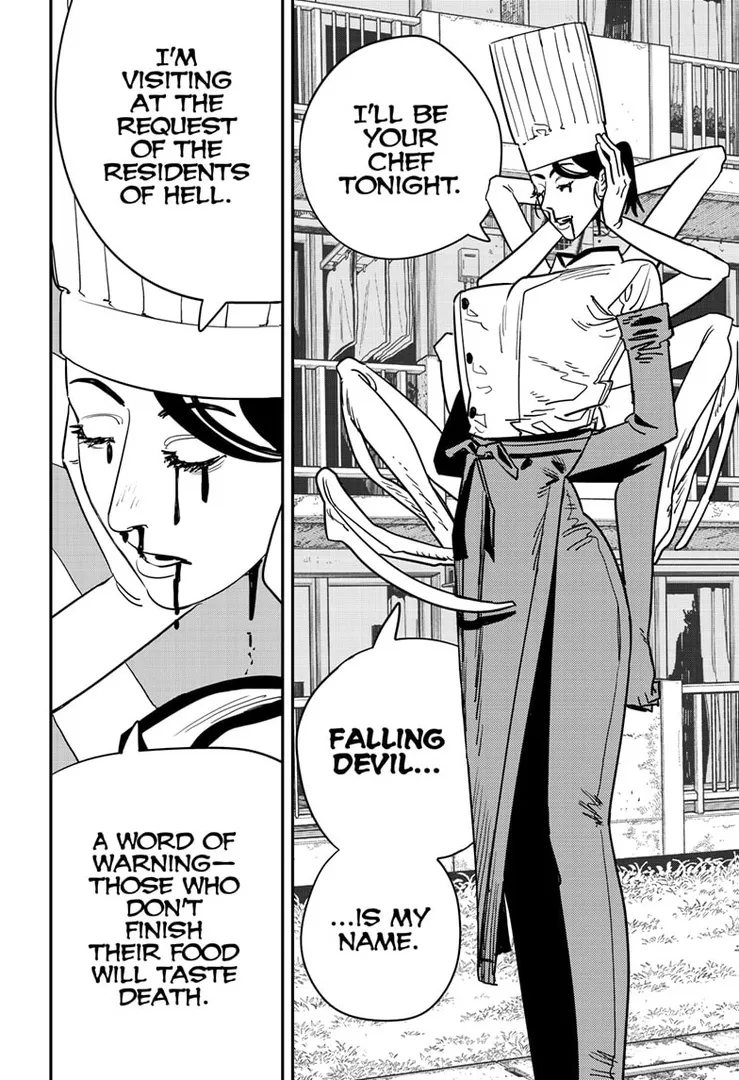 I'LL BE
YOUR
CHEF
TONIGHT.
FALLING
DEVIL...
...IS MY
NAME.
I'M
VISITING
AT THE
REQUEST
OF THE
RESIDENTS
OF HELL.
A WORD OF
WARNING—
THOSE WHO
DON'T
FINISH
THEIR FOOD
WILL TASTE
DEATH.